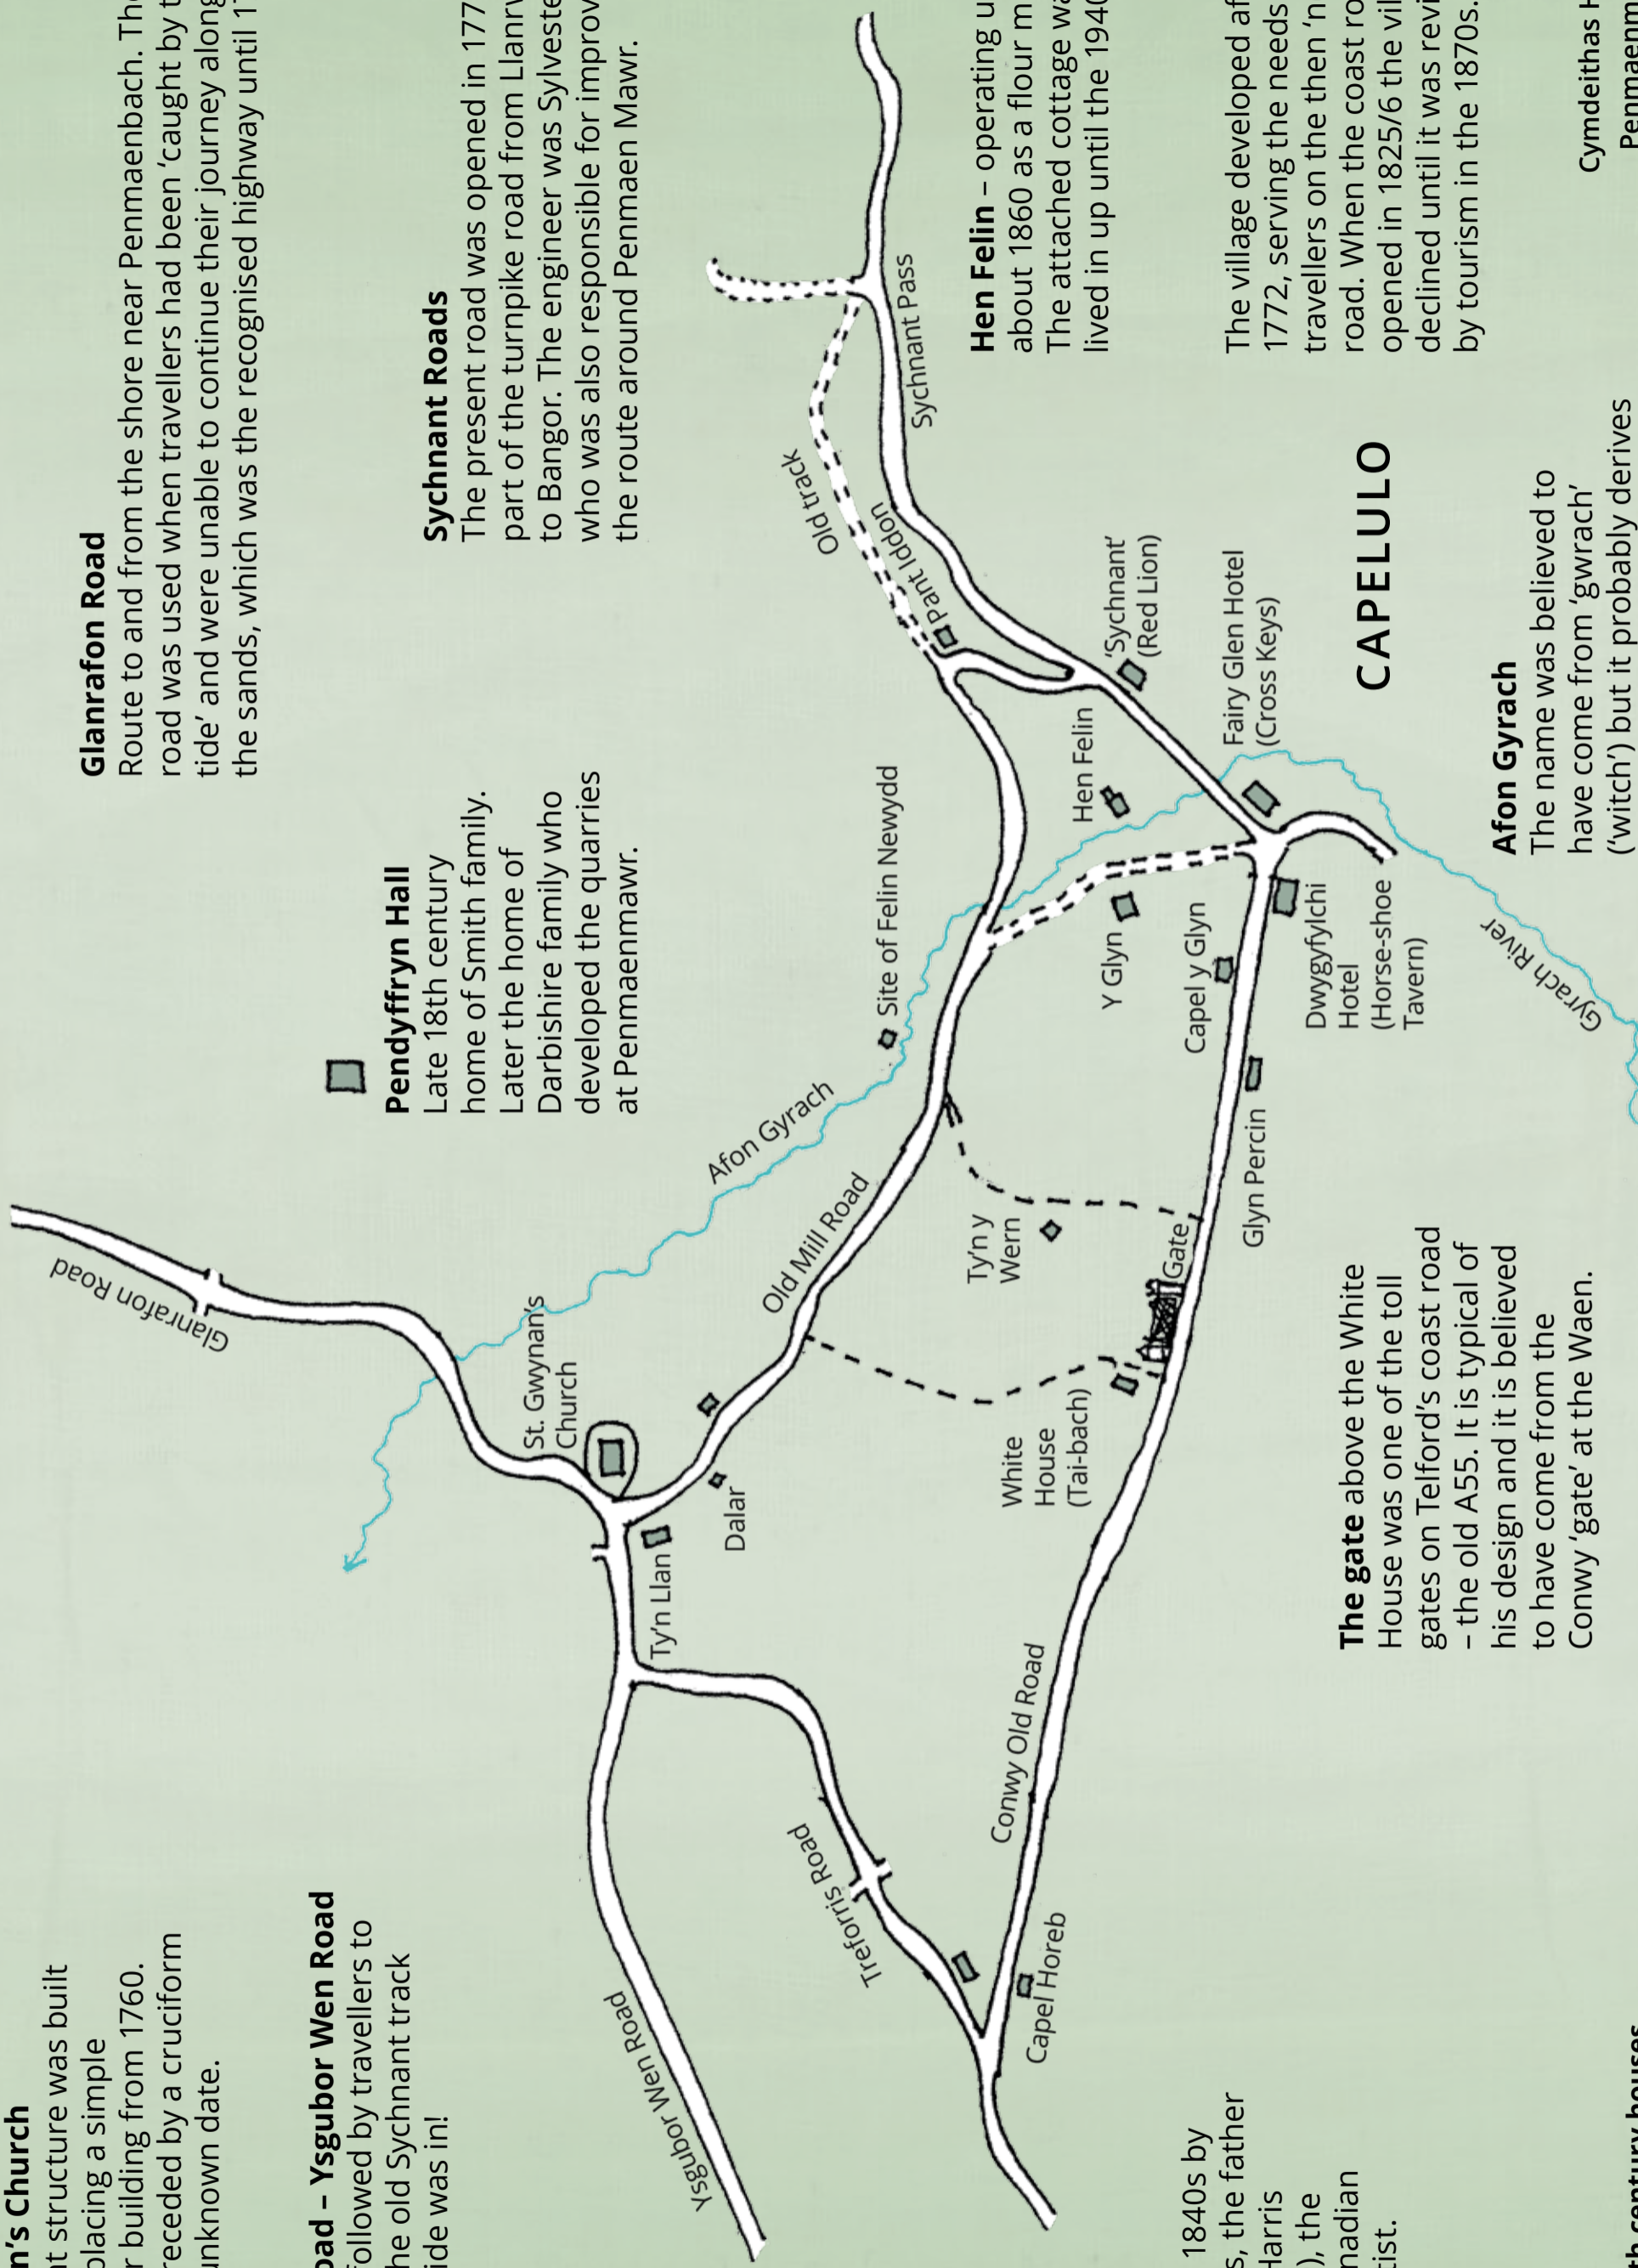 Glanrafon Road
Route to and from the shore near Penmaenbach. The
road was used when travellers had been ‘caught by t
tide’ and were unable to continue their journey along
the sands, which was the recognised highway until 17
Sychnant Roads
The present road was opened in 177
part of the turnpike road from Llanrw
to Bangor. The engineer was Sylveste
who was also responsible for improv
the route around Penmaen Mawr.
Pendyffryn Hall
Late 18th century
home of Smith family.
Later the home of
Darbishire family who
developed the quarries
at Penmaenmawr.
n’s Church
nt structure was built
placing a simple
r building from 1760.
receded by a cruciform
unknown date.
oad – Ysgubor Wen Road
followed by travellers to
he old Sychnant track
ide was in!
Glanrafon Road
St. Gwynan’s
Church
Afon Gyrach
Old Mill Road
Ty’n Llan
Dalar
Ysgubor Wen Road
Treforris Road
Conwy Old Road
Capel Horeb
White
House
(Tai-bach)
Gate
Ty’n y
Wern
Glyn Percin
Site of Felin Newydd
Y Glyn
Capel y Glyn
Dwygyfylchi
Hotel
(Horse-shoe
Tavern)
Hen Felin
Fairy Glen Hotel
(Cross Keys)
‘Sychnant’
(Red Lion)
Pant Iddon
Old track
Sychnant Pass
CAPELULO
Gyrach River
Hen Felin – operating u
about 1860 as a flour m
The attached cottage wa
lived in up until the 1940
The village developed af
1772, serving the needs
travellers on the then ‘n
road. When the coast ro
opened in 1825/6 the vil
declined until it was revi
by tourism in the 1870s.
Afon Gyrach
The name was believed to
have come from ‘gwrach’
(‘witch’) but it probably derives
The gate above the White
House was one of the toll
gates on Telford’s coast road
– the old A55. It is typical of
his design and it is believed
to have come from the
Conwy ‘gate’ at the Waen.
1840s by
s, the father
Harris
), the
nadian
tist.
th century houses
Cymdeithas H
Penmaenm